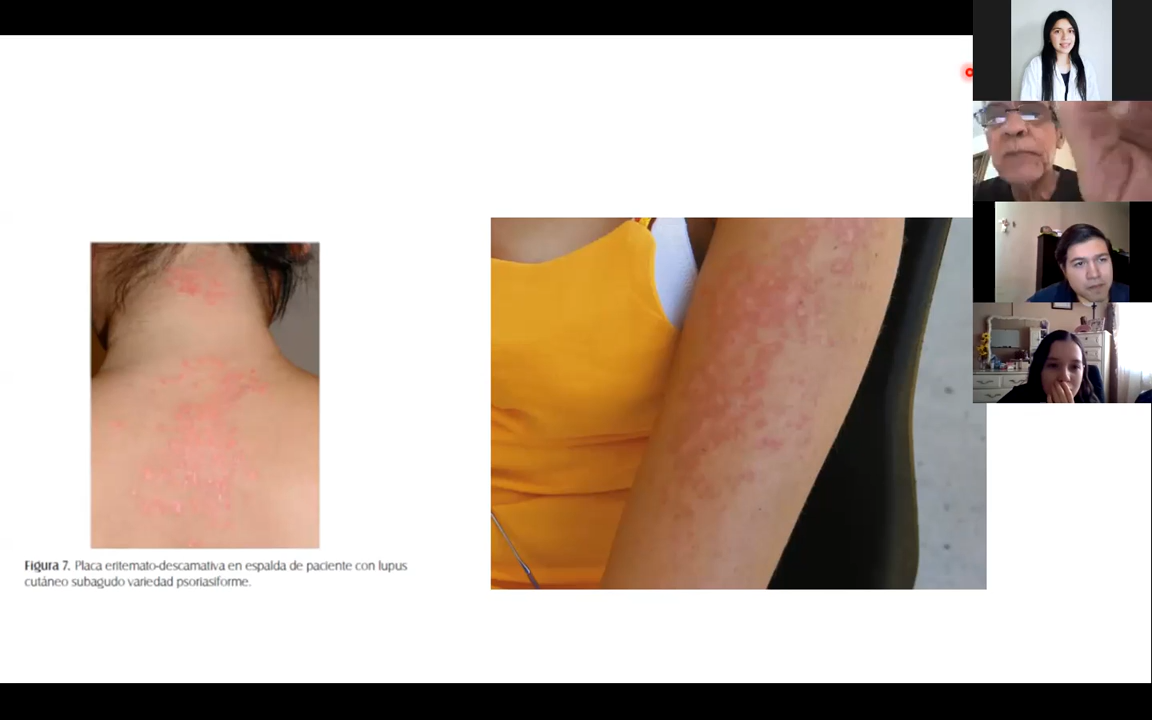 Figura 7. Placa eritemato-descamativa en espalda de paciente con lupus
cutáneo subagudo variedad psoriasiforme.